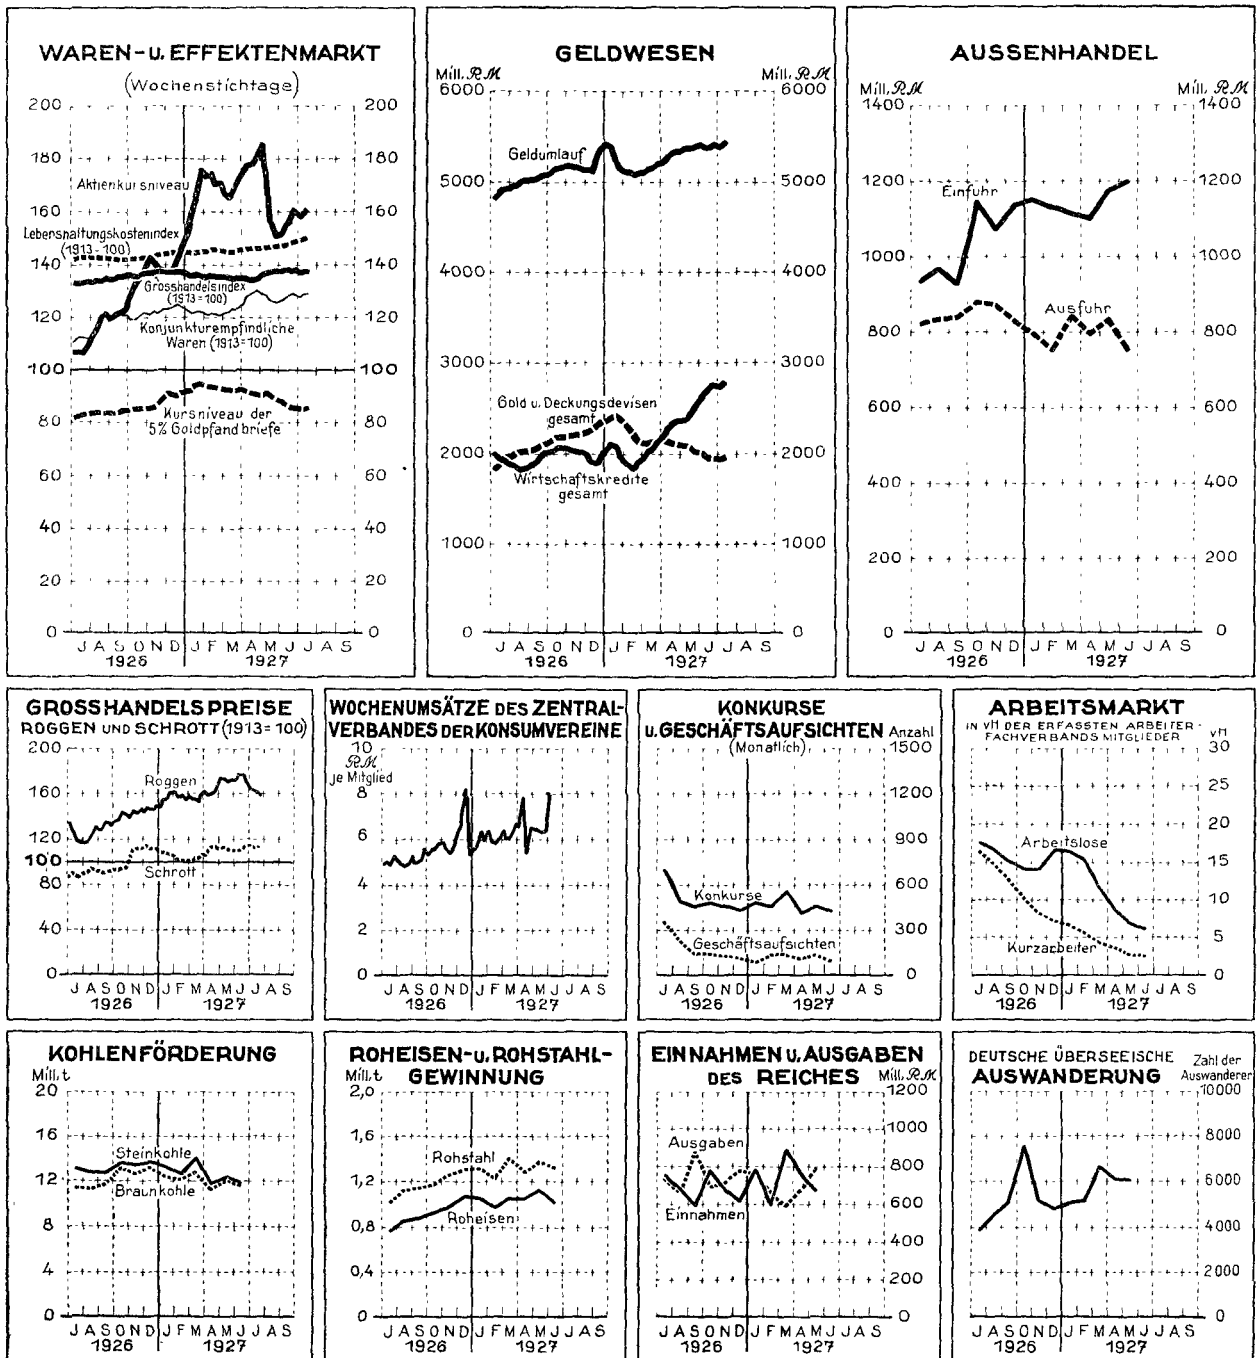 WAREN-u. EFFEKTENMARKT
(Wochenstichtage)
200 200
180 180
Aktienkursniveau
160 160
Lebenshaltungskostenindex
(1913=100)
140 140
Grosshandelsindex
(1913=100)
120 120
Konjunkturempfindliche
Waren (1913=100)
100 100
80 80
Kursniveau der
5% Goldpfandbriefe
60 60
40 40
20 20
0 0
J A S O N D J F M A M J J A S
1926 1927
GELDWESEN
Mill. RM Mill. RM
6000 6000
Geldumlauf
5000 5000
4000 4000
3000 3000
Gold u. Deckungsdevisen
gesamt
2000 2000
Wirtschaftskredite
gesamt
1000 1000
0 0
J A S O N D J F M A M J J A S
1926 1927
AUSSENHANDEL
Mill. RM Mill. RM
1400 1400
1200 1200
Einfuhr
1000 1000
Ausfuhr
800 800
600 600
400 400
200 200
0 0
J A S O N D J F M A M J J A S
1926 1927
GROSSHANDELSPREISE
ROGGEN UND SCHROTT (1913=100)
200
Roggen
160
120
100
Schrott
80
40
0
J A S O N D J F M A M J J A S
1926 1927
WOCHENUMSÄTZE DES ZENTRAL-
VERBANDES DER KONSUMVEREINE
10
RM
je Mitglied
8
6
4
2
0
J A S O N D J F M A M J J A S
1926 1927
KONKURSE
u. GESCHÄFTSAUFSICHTEN Anzahl
(Monatlich)
1500
1200
900
600
Konkurse
300
Geschäftsaufsichten
0
J A S O N D J F M A M J J A S
1926 1927
ARBEITSMARKT
IN VH DER ERFASSTEN ARBEITER-
FACHVERBANDS MITGLIEDER
vH
30
25
20
Arbeitslose
15
10
5
Kurzarbeiter
0
J A S O N D J F M A M J J A S
1926 1927
KOHLENFÖRDERUNG
Mill. t
20
16
Steinkohle
12
Braunkohle
8
4
0
J A S O N D J F M A M J J A S
1926 1927
ROHEISEN-u. ROHSTAHL-
GEWINNUNG
Mill. t
2,0
1,6
Rohstahl
1,2
Roheisen
0,8
0,4
0
J A S O N D J F M A M J J A S
1926 1927
EINNAHMEN u. AUSGABEN
DES REICHES Mill. RM
1200
1000
Ausgaben
800
600
Einnahmen
400
200
0
J A S O N D J F M A M J J A S
1926 1927
DEUTSCHE ÜBERSEEISCHE
AUSWANDERUNG
Zahl der
Auswanderer
10000
8000
6000
4000
2000
0
J A S O N D J F M A M J J A S
1926 1927